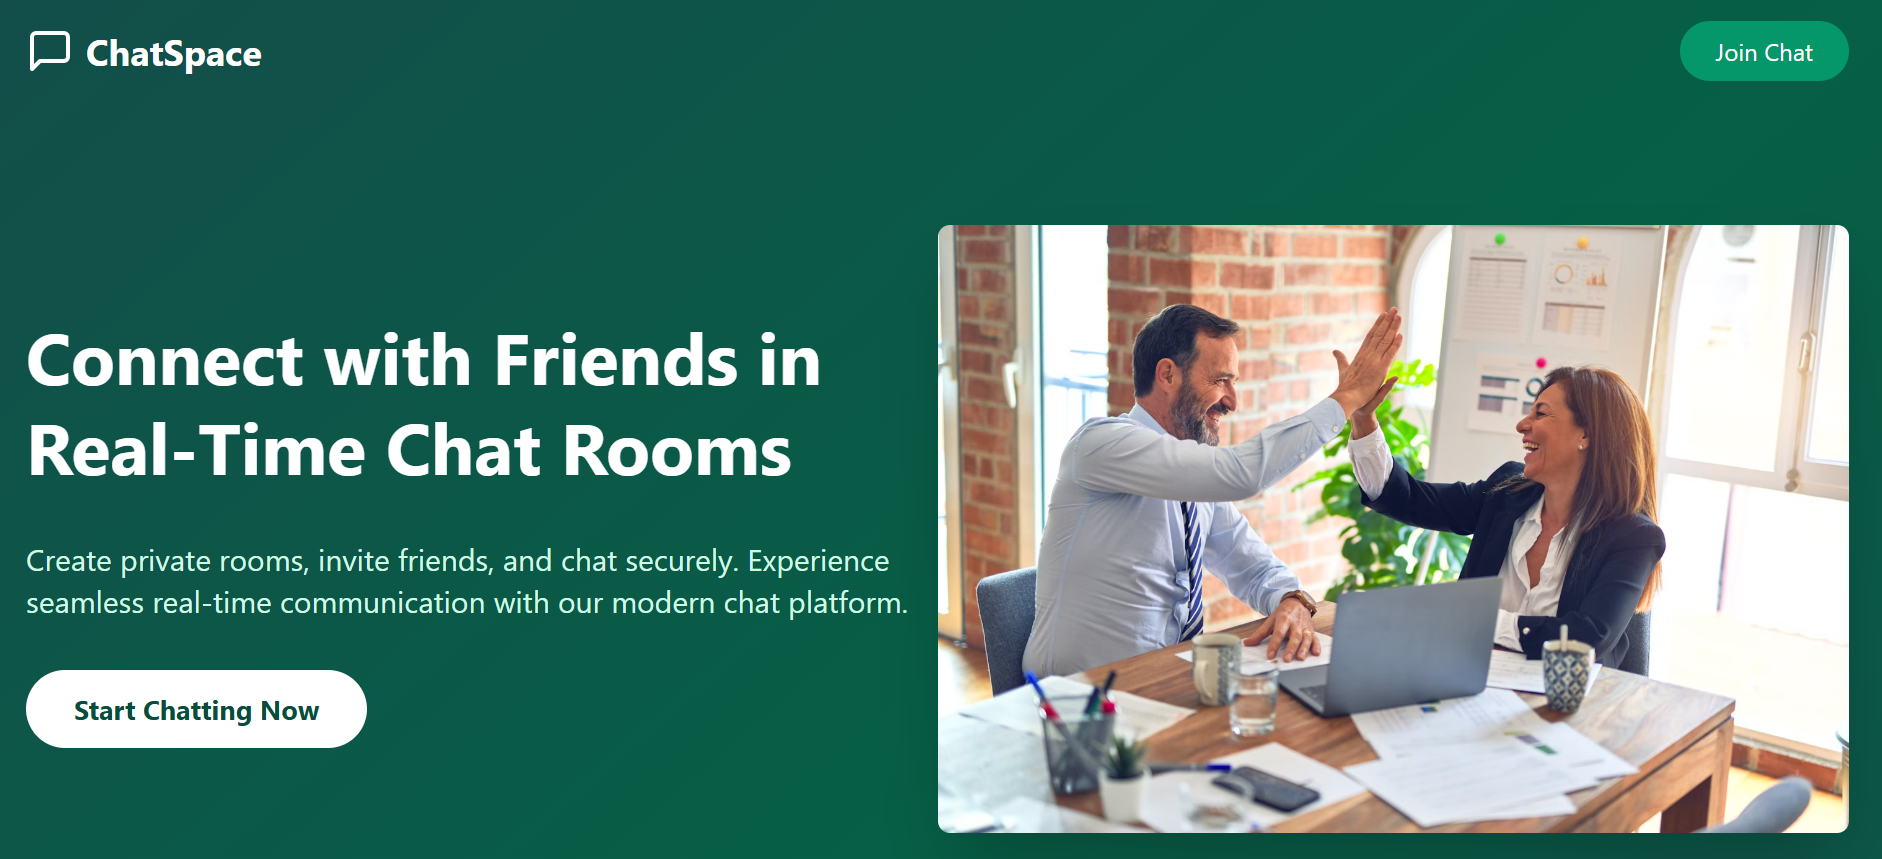 ChatSpace
Join Chat
Connect with Friends in
Real-Time Chat Rooms
Create private rooms, invite friends, and chat securely. Experience
seamless real-time communication with our modern chat platform.
Start Chatting Now